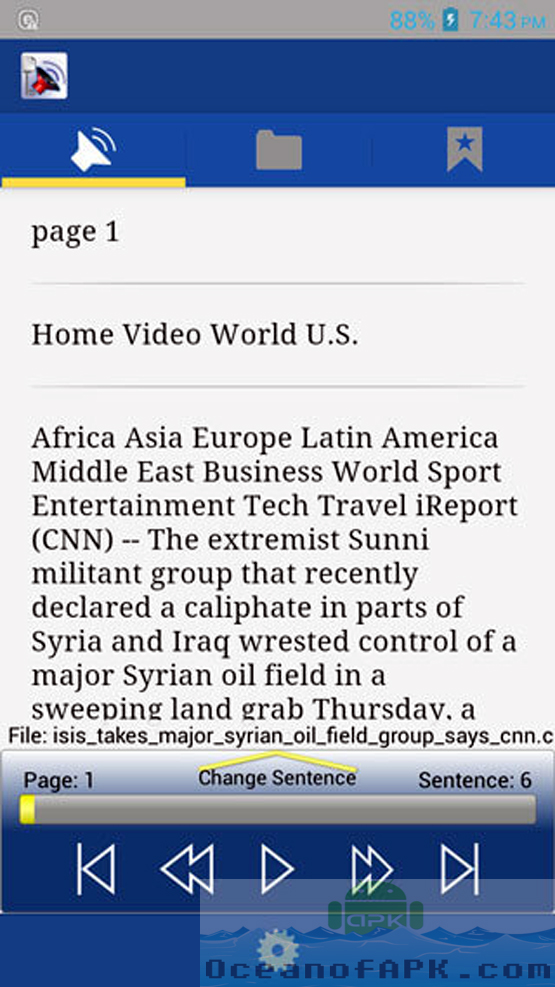 88% 7:43 PM
page 1
Home Video World U.S.
Africa Asia Europe Latin America
Middle East Business World Sport
Entertainment Tech Travel iReport
(CNN) -- The extremist Sunni
militant group that recently
declared a caliphate in parts of
Syria and Iraq wrested control of a
major Syrian oil field in a
sweeping land grab Thursday, a
File: isis_takes_major_syrian_oil_field_group_says_cnn.c
Page: 1 Change Sentence Sentence: 6
APK
OceanofAPK.com